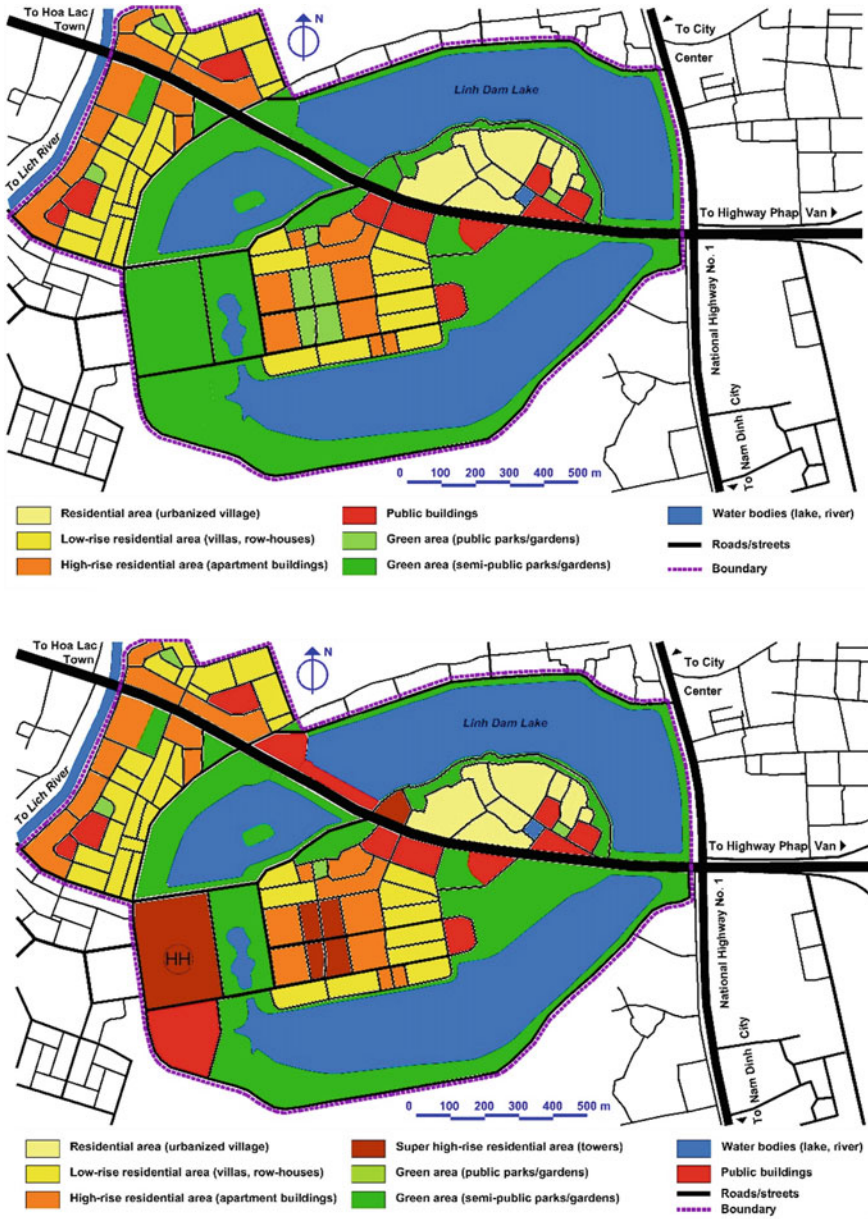 To Hoa Lac
Town
N
To City
Center
Linh Dam Lake
To Lich River
To Highway Phap Van
National Highway No. 1
To Nam Dinh City
0 100 200 300 400 500 m
Residential area (urbanized village)
Public buildings
Water bodies (lake, river)
Low-rise residential area (villas, row-houses)
Green area (public parks/gardens)
Roads/streets
High-rise residential area (apartment buildings)
Green area (semi-public parks/gardens)
Boundary
To Hoa Lac
Town
N
To City
Center
Linh Dam Lake
To Lich River
To Highway Phap Van
HH
National Highway No. 1
To Nam Dinh City
0 100 200 300 400 500 m
Residential area (urbanized village)
Super high-rise residential area (towers)
Water bodies (lake, river)
Low-rise residential area (villas, row-houses)
Green area (public parks/gardens)
Public buildings
High-rise residential area (apartment buildings)
Green area (semi-public parks/gardens)
Roads/streets
Boundary